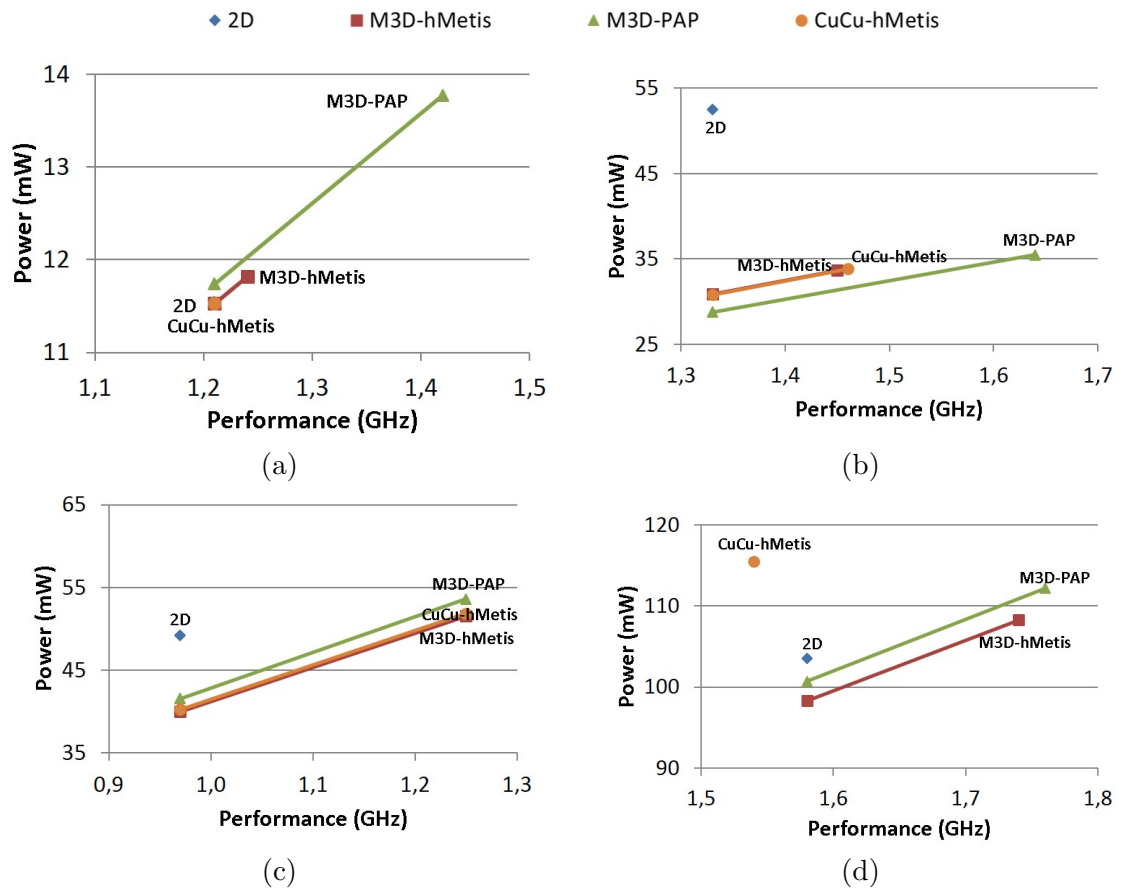 2D M3D-hMetis M3D-PAP CuCu-hMetis
14
13
12
11
Power (mW)
M3D-PAP
M3D-hMetis
2D
CuCu-hMetis
1,1 1,2 1,3 1,4 1,5
Performance (GHz)
(a)
55
45
35
25
Power (mW)
2D
M3D-PAP
M3D-hMetis
CuCu-hMetis
1,3 1,4 1,5 1,6 1,7
Performance (GHz)
(b)
65
55
45
35
Power (mW)
M3D-PAP
CuCu-hMetis
M3D-hMetis
2D
0,9 1,0 1,1 1,2 1,3
Performance (GHz)
(c)
120
110
100
90
Power (mW)
CuCu-hMetis
M3D-PAP
2D
M3D-hMetis
1,5 1,6 1,7 1,8
Performance (GHz)
(d)